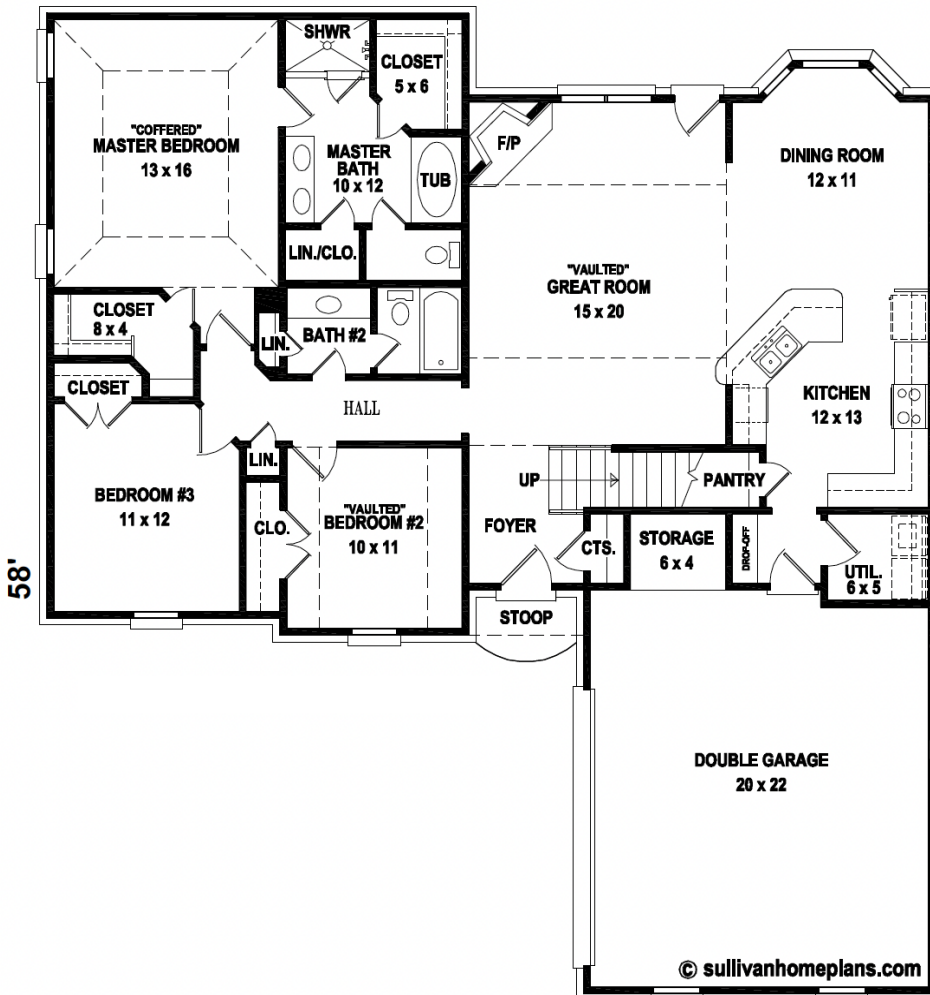 SHWR
CLOSET
5 x 6
"COFFERED"
MASTER BEDROOM
13 x 16
MASTER
BATH
10 x 12
TUB
F/P
DINING ROOM
12 x 11
LIN./CLO.
"VAULTED"
GREAT ROOM
15 x 20
CLOSET
8 x 4
LIN.
BATH #2
CLOSET
HALL
KITCHEN
12 x 13
LIN.
UP
PANTRY
BEDROOM #3
11 x 12
CLO.
"VAULTED"
BEDROOM #2
10 x 11
FOYER
CTS.
STORAGE
6 x 4
DROP-OFF
UTIL.
6 x 5
58'
STOOP
DOUBLE GARAGE
20 x 22
© sullivanhomeplans.com